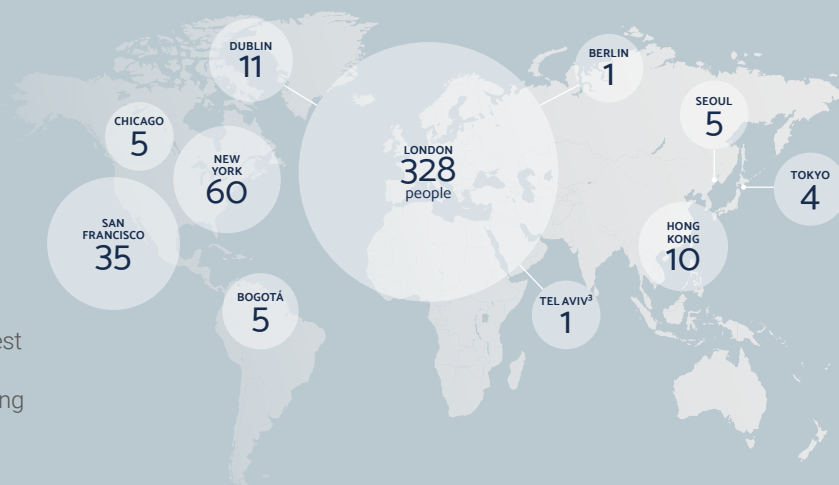 DUBLIN
11
BERLIN
1
CHICAGO
5
SEOUL
5
NEW
YORK
60
LONDON
328
people
TOKYO
4
SAN
FRANCISCO
35
HONG
KONG
10
BOGOTÁ
5
TEL AVIV³
1
est
ng